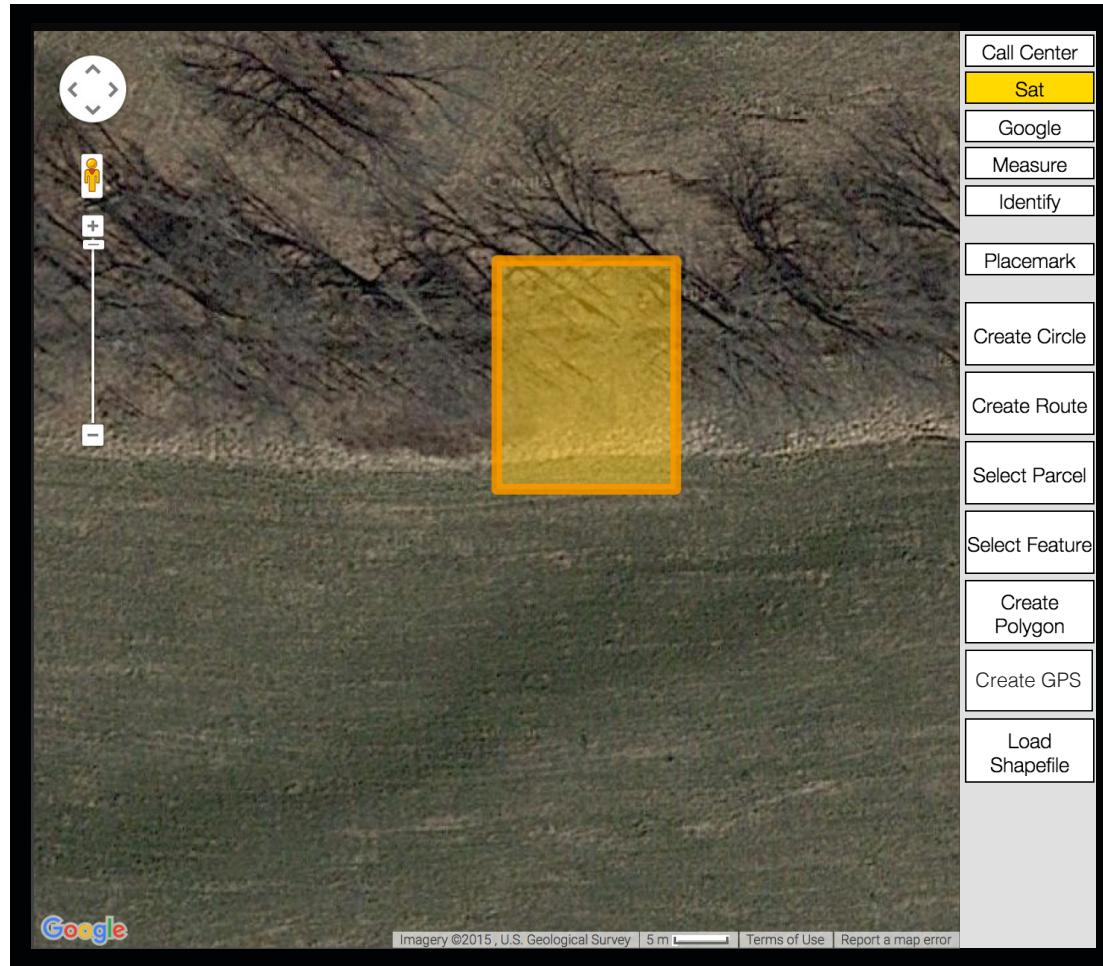 Call Center
Sat
Google
Measure
Identify
Placemark
Create Circle
Create Route
Select Parcel
Select Feature
Create
Polygon
Create GPS
Load
Shapefile
Google
Imagery ©2015 , U.S. Geological Survey
5 m
Terms of Use
Report a map error